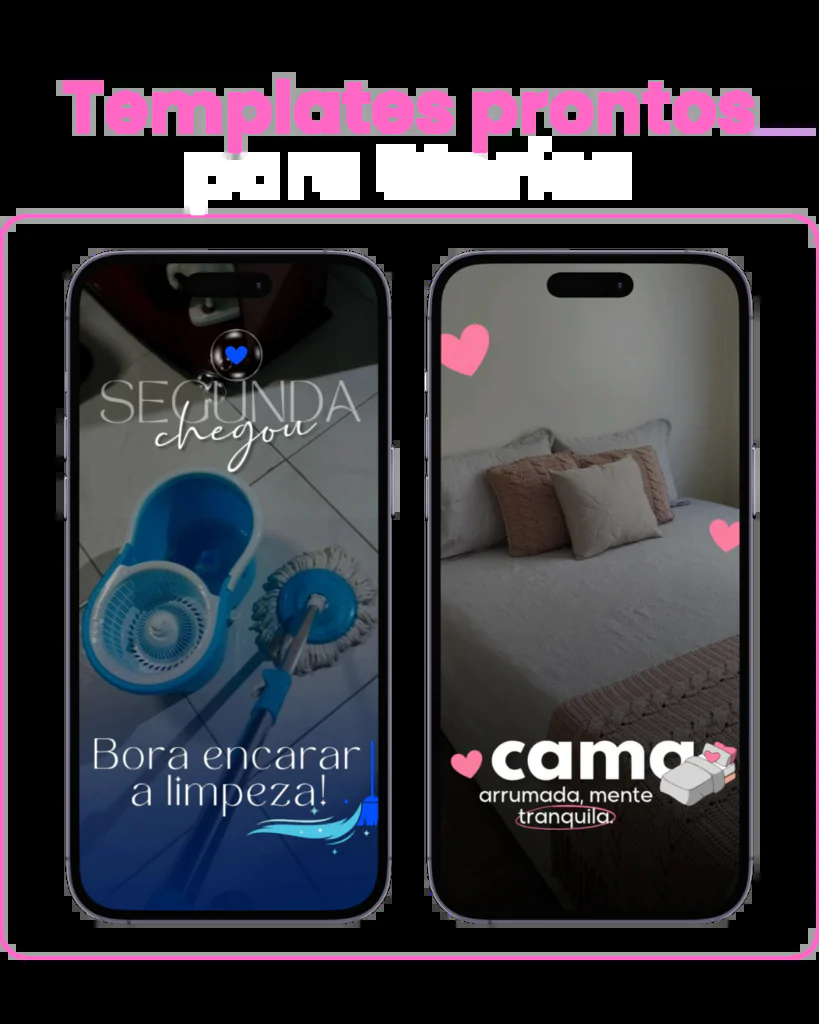 Templates prontos
para Stories
SEGUNDA
chegou
Bora encarar
a limpeza!
cama
arrumada, mente
tranquila.